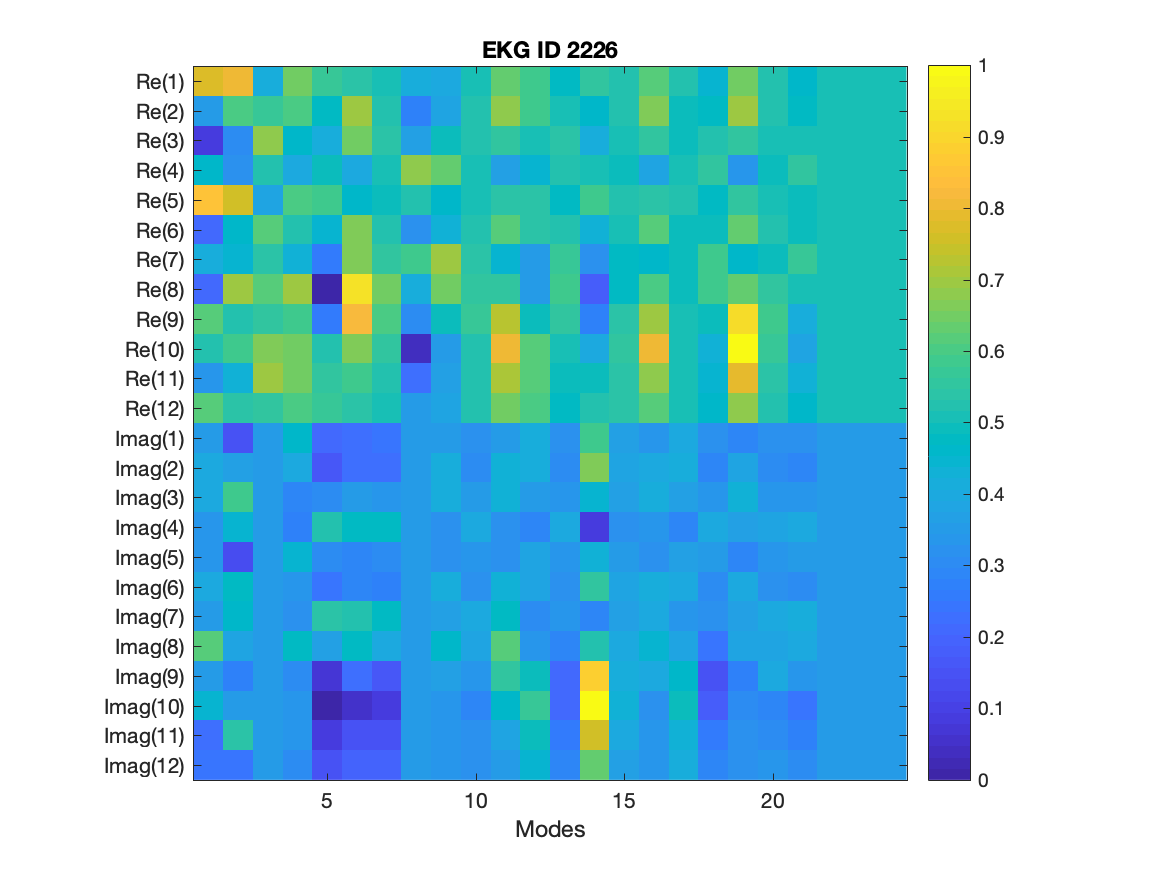 EKG ID 2226
Re(1)
Re(2)
Re(3)
Re(4)
Re(5)
Re(6)
Re(7)
Re(8)
Re(9)
Re(10)
Re(11)
Re(12)
Imag(1)
Imag(2)
Imag(3)
Imag(4)
Imag(5)
Imag(6)
Imag(7)
Imag(8)
Imag(9)
Imag(10)
Imag(11)
Imag(12)
5 10 15 20
Modes
1
0.9
0.8
0.7
0.6
0.5
0.4
0.3
0.2
0.1
0